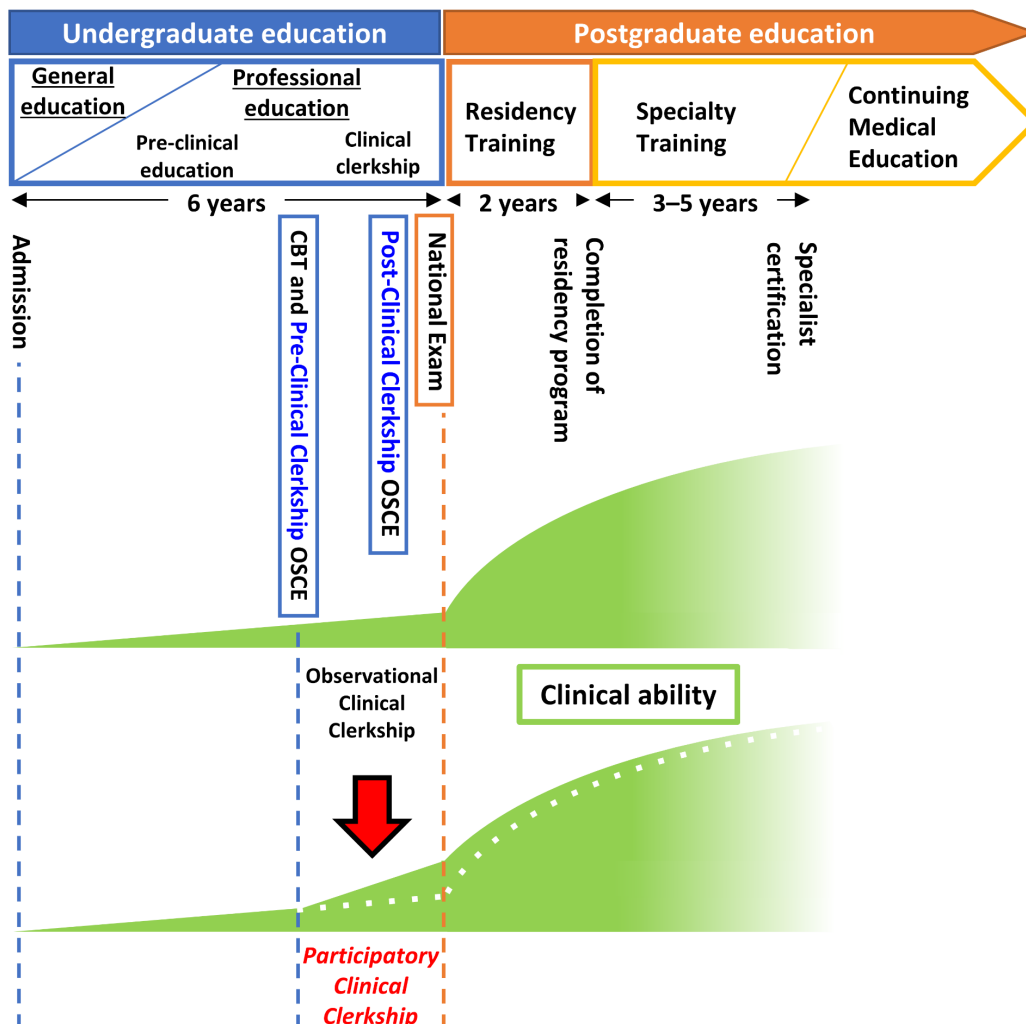 Undergraduate education
Postgraduate education
General
education
Professional
education
Pre-clinical
education
Clinical
clerkship
Residency
Training
Specialty
Training
Continuing
Medical
Education
6 years
2 years
3–5 years
Admission
CBT and Pre-Clinical Clerkship OSCE
Post-Clinical Clerkship OSCE
National Exam
Completion of
residency program
Specialist
certification
Observational
Clinical
Clerkship
Clinical ability
Participatory
Clinical
Clerkship